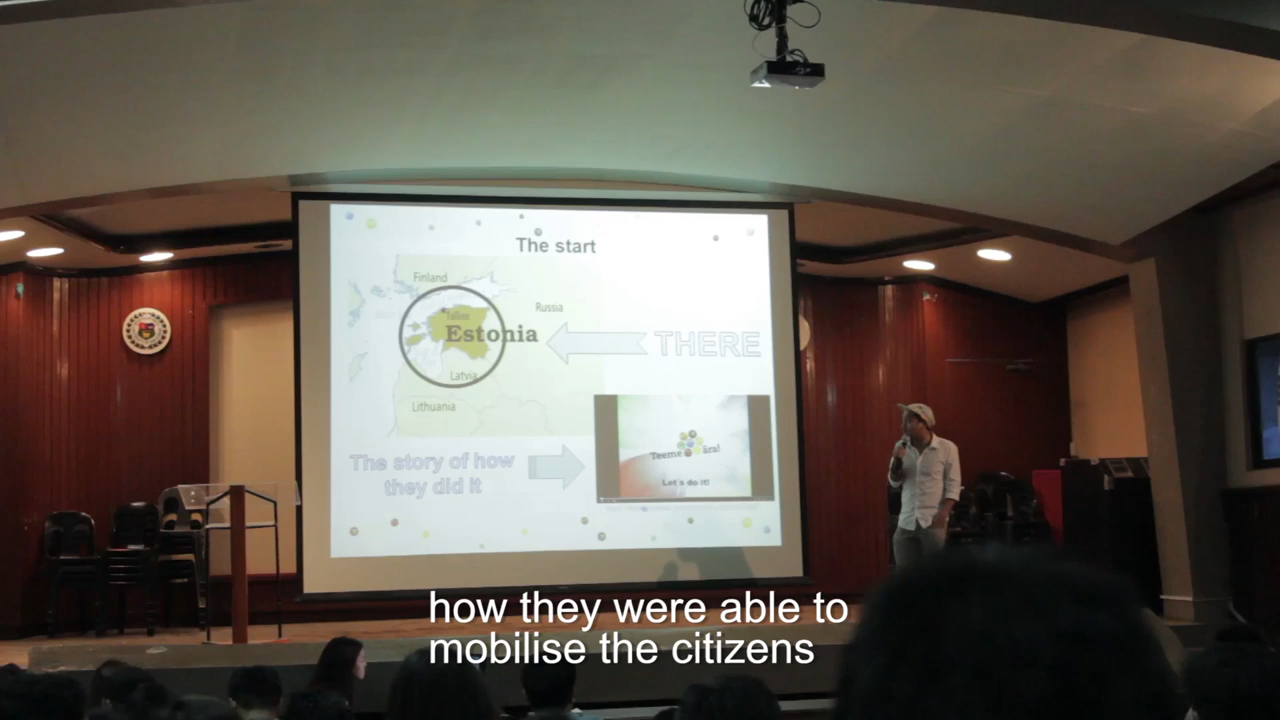 The start
Finland
Russia
Tallinn
Estonia
THERE
Latvia
Lithuania
The story of how
they did it
Teeme ära!
Let's do it!
how they were able to
mobilise the citizens